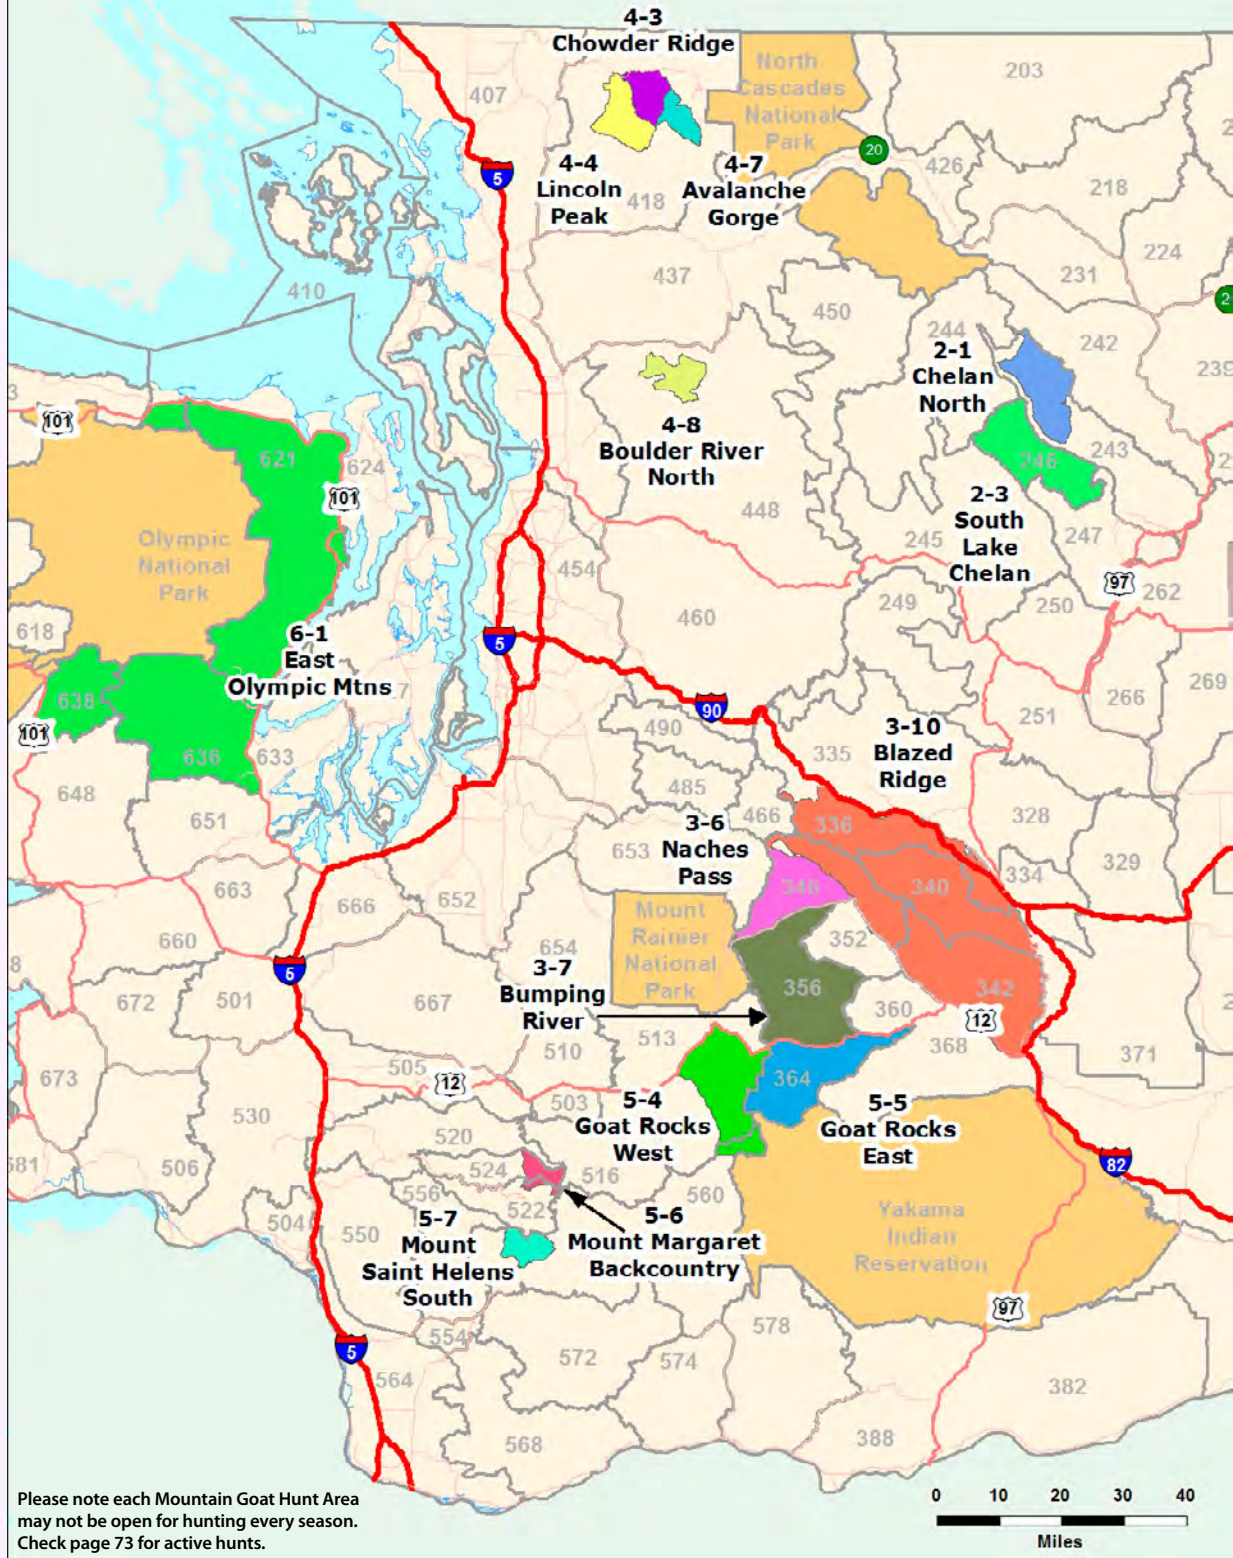 4-3
Chowder Ridge
North
Cascades
National
Park
203
407
20
426
4-4
Lincoln
Peak
4-7
Avalanche
Gorge
418
218
5
224
231
410
437
450
244
242
239
2-1
Chelan
North
101
4-8
Boulder River
North
621
624
101
246
243
448
2-3
South
Lake
Chelan
245
247
Olympic
National
Park
454
97
262
249
250
618
460
6-1
East
Olympic Mtns
5
638
266
269
90
251
101
490
3-10
Blazed
Ridge
335
636
633
648
485
651
466
336
328
3-6
Naches
Pass
653
329
346
340
334
663
666
652
Mount
Rainier
National
Park
660
654
352
5
3-7
Bumping
River
356
342
672
501
667
360
12
513
510
368
371
673
505
12
364
503
530
5-4
Goat Rocks
West
5-5
Goat Rocks
East
520
681
506
524
516
82
556
522
560
504
550
5-7
Mount
Saint Helens
South
5-6
Mount Margaret
Backcountry
Yakama
Indian
Reservation
97
578
554
5
572
574
564
382
568
388
Please note each Mountain Goat Hunt Area
may not be open for hunting every season.
Check page 73 for active hunts.
0 10 20 30 40
Miles